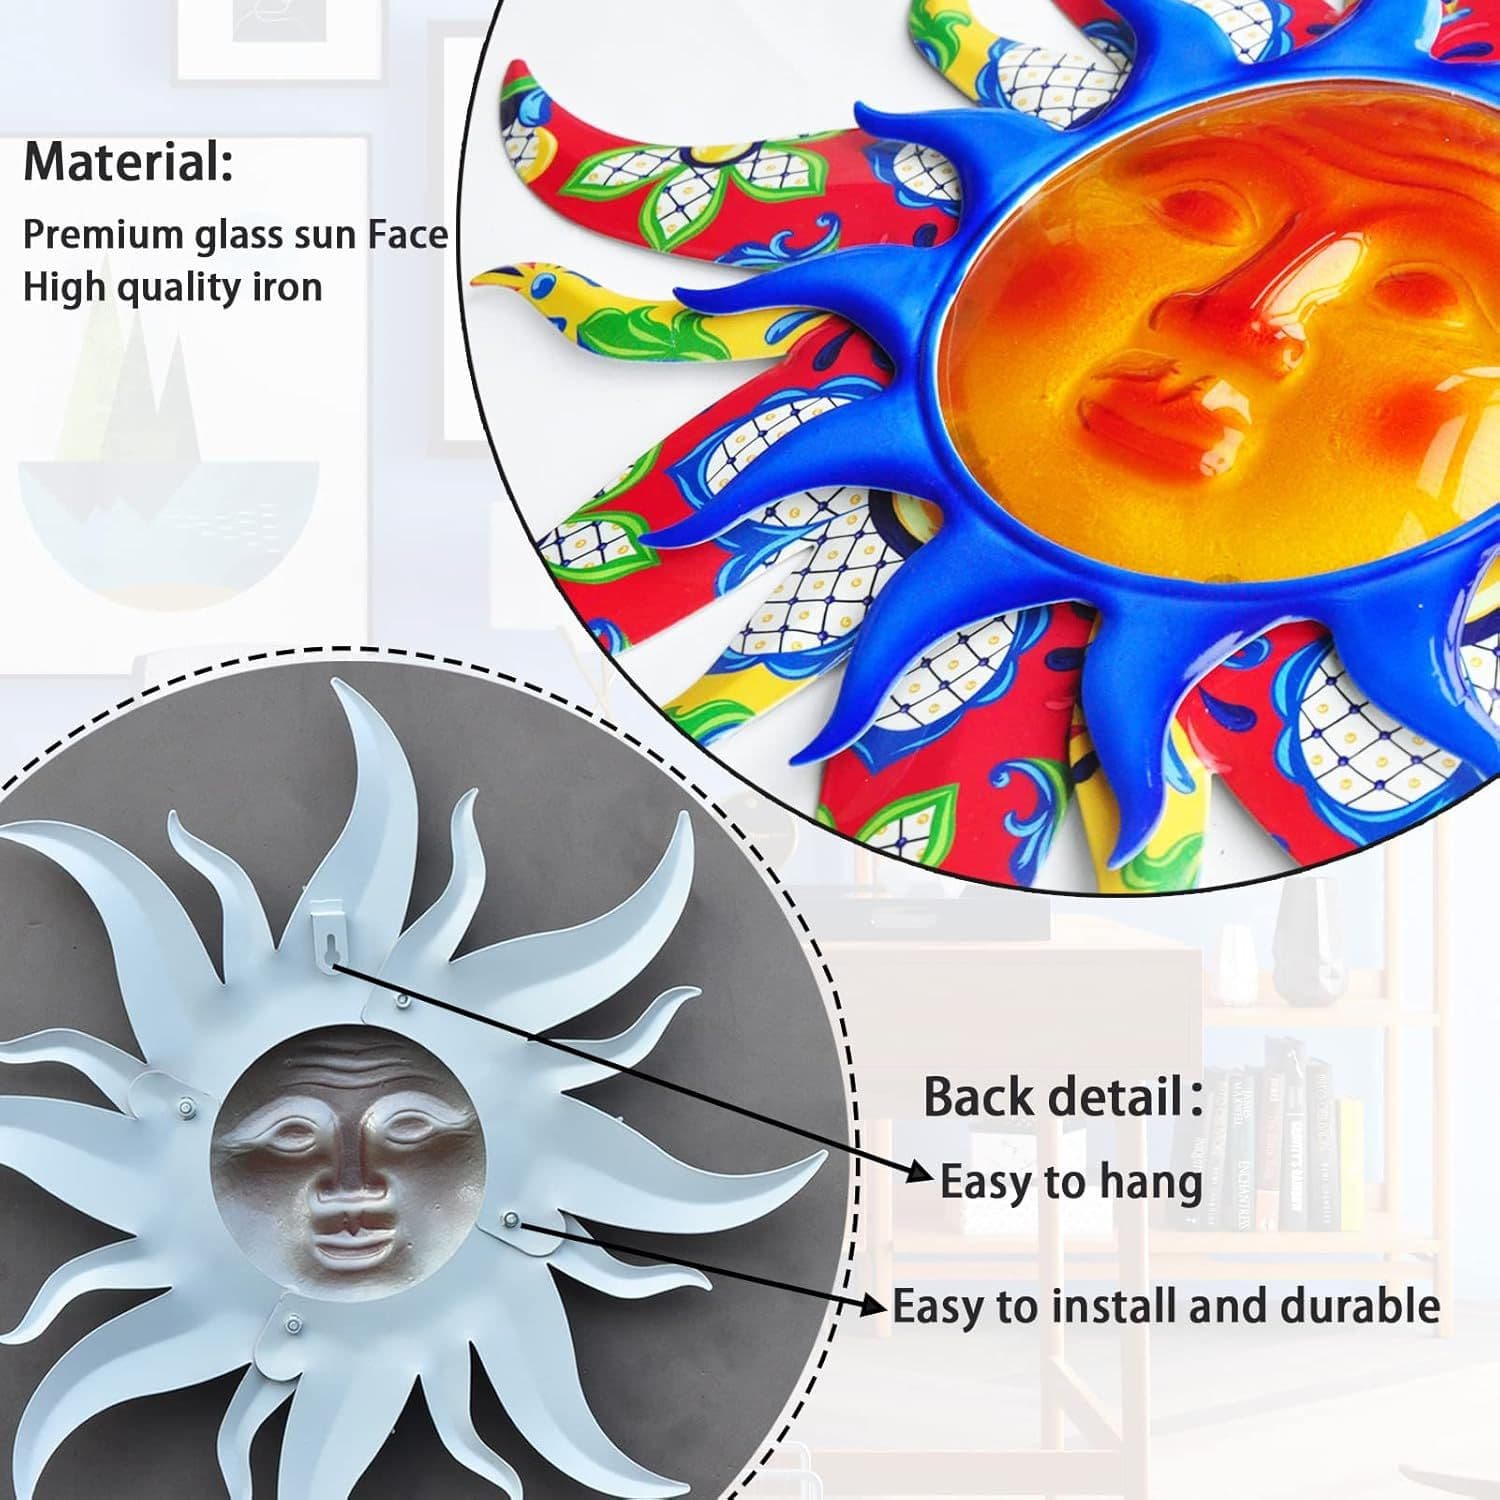 Material:
Premium glass sun Face
High quality iron
Back detail:
Easy to hang
Easy to install and durable